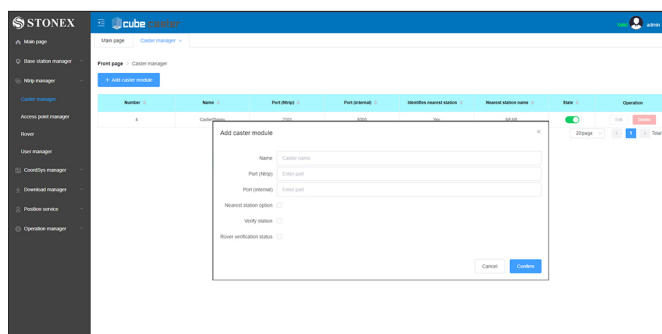 STONEX
cube
admin
Main page
Base station manager
Ntrip manager
Caster manager
Access point manager
Rover
User manager
CoordSys manager
Download manager
Position service
Operation manager
Main page Caster manager ×
Front page > Caster manager
+ Add caster module
Number Name Port (Ntrip) Port (internal) Identifies nearest station Nearest station name State Operation
Edit Delete
20/page 1 Total
Add caster module ×
Name Caster name
Port (Ntrip) Enter port
Port (internal) Enter port
Nearest station option
Verify station
Rover verification status
Cancel Confirm